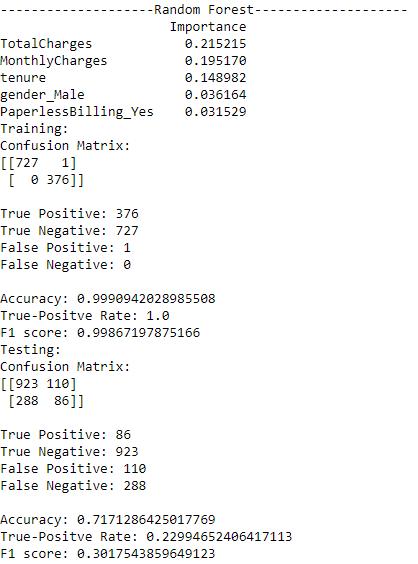 --------------------Random Forest--------------------
Importance
TotalCharges 0.215215
MonthlyCharges 0.195170
tenure 0.148982
gender_Male 0.036164
PaperlessBilling_Yes 0.031529
Training:
Confusion Matrix:
[[727 1]
[ 0 376]]
True Positive: 376
True Negative: 727
False Positive: 1
False Negative: 0
Accuracy: 0.9990942028985508
True-Positve Rate: 1.0
F1 score: 0.99867197875166
Testing:
Confusion Matrix:
[[923 110]
[288 86]]
True Positive: 86
True Negative: 923
False Positive: 110
False Negative: 288
Accuracy: 0.7171286425017769
True-Positve Rate: 0.22994652406417113
F1 score: 0.3017543859649123